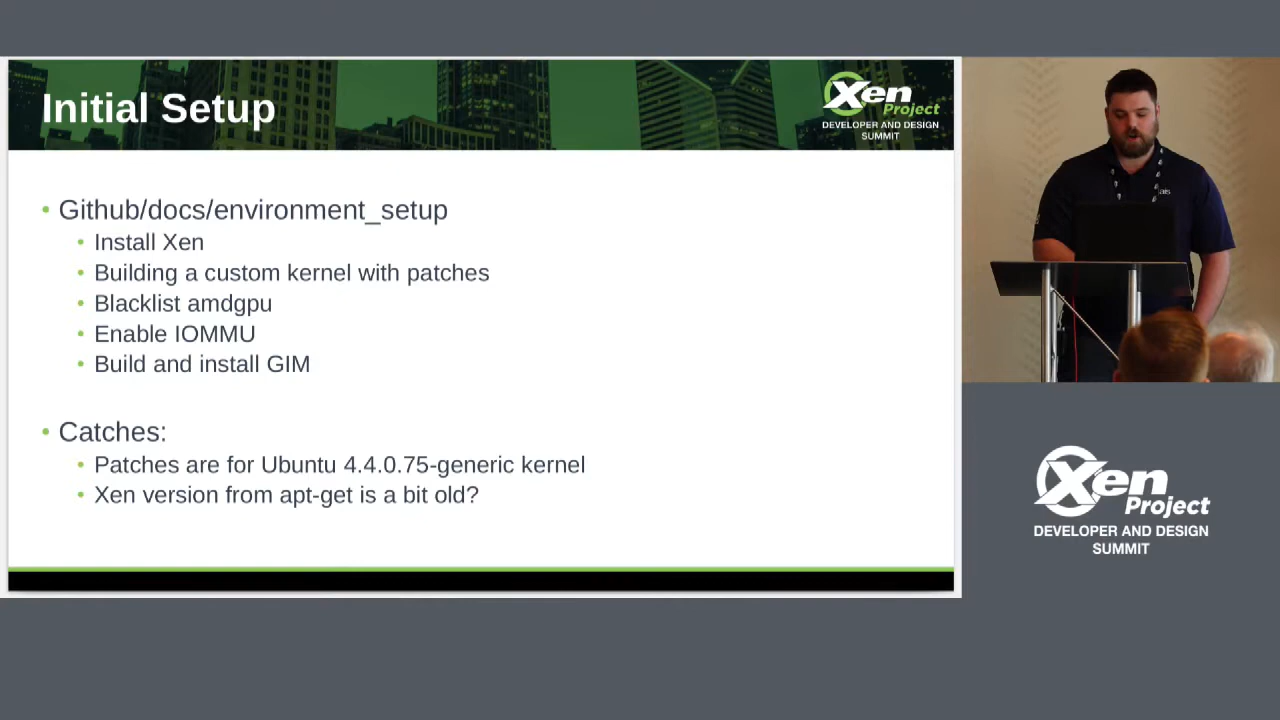 Initial Setup
Xen
Project
DEVELOPER AND DESIGN
SUMMIT
• Github/docs/environment_setup
• Install Xen
• Building a custom kernel with patches
• Blacklist amdgpu
• Enable IOMMU
• Build and install GIM
• Catches:
• Patches are for Ubuntu 4.4.0.75-generic kernel
• Xen version from apt-get is a bit old?
ais
Xen
Project
DEVELOPER AND DESIGN
SUMMIT